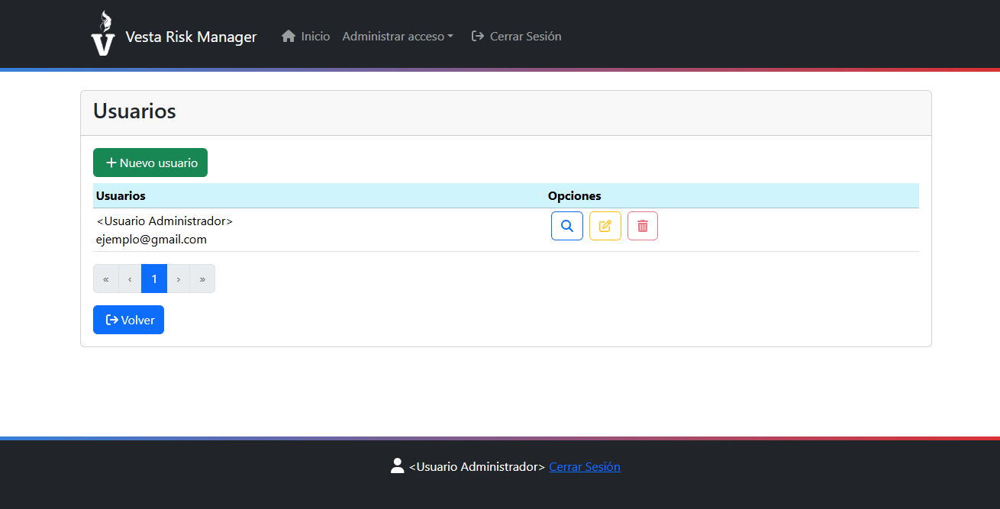 Vesta Risk Manager Inicio Administrar acceso Cerrar Sesión
Usuarios
Nuevo usuario
Usuarios Opciones
<Usuario Administrador>
ejemplo@gmail.com
« ‹ 1 › »
Volver
<Usuario Administrador> Cerrar Sesión